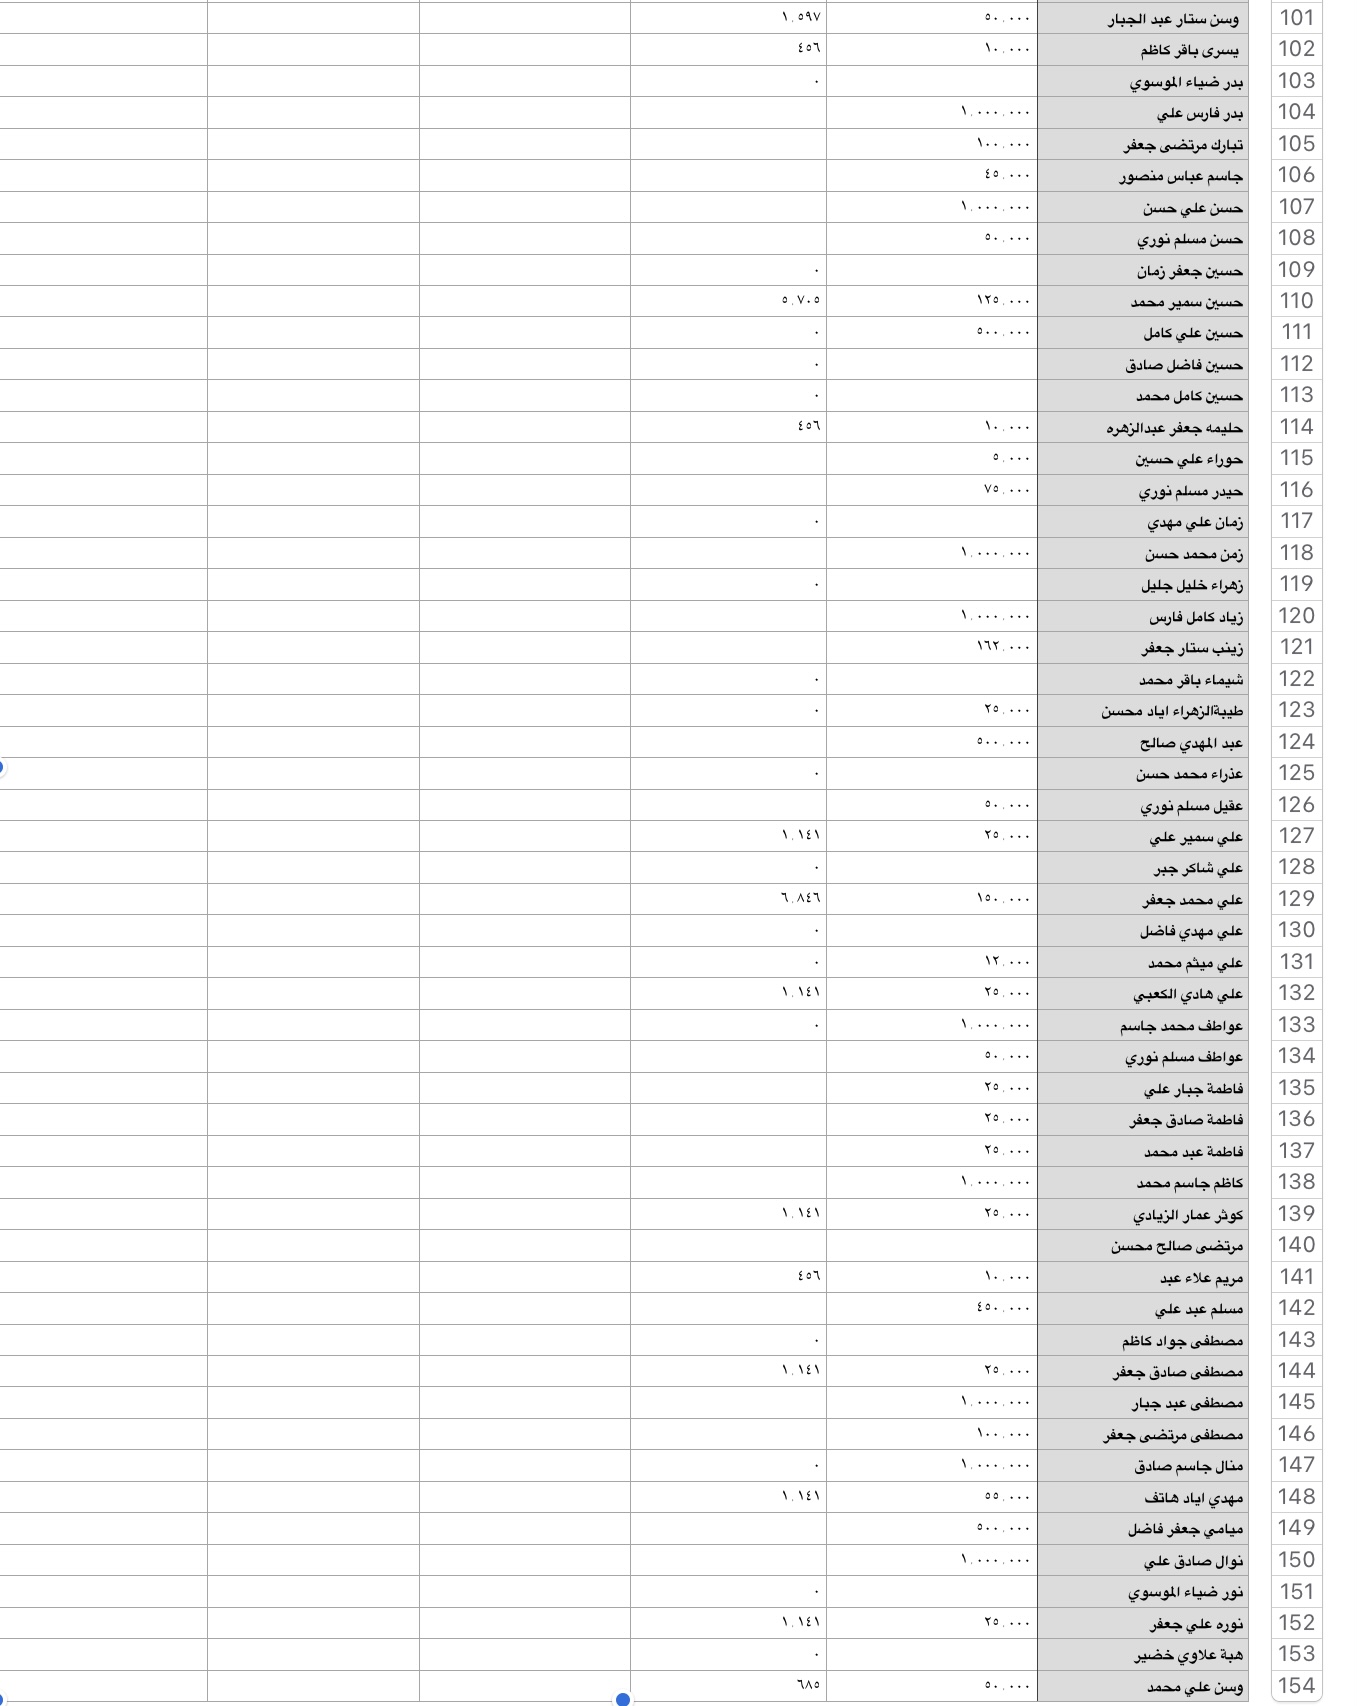 101 وسن ستار عبد الجبار ٥٠,٠٠٠ ١,٥٩٧
102 يسرى باقر كاظم ١٠,٠٠٠ ٤٥٦
103 بدر ضياء الموسوي ٠
104 بدر فارس علي ١,٠٠٠,٠٠٠
105 تبارك مرتضى جعفر ١٠٠,٠٠٠
106 جاسم عباس منصور ٤٥,٠٠٠
107 حسن علي حسن ١,٠٠٠,٠٠٠
108 حسن مسلم نوري ٥٠,٠٠٠
109 حسين جعفر زمان ٠
110 حسين سمير محمد ١٢٥,٠٠٠ ٥,٧٠٥
111 حسين علي كامل ٥٠٠,٠٠٠ ٠
112 حسين فاضل صادق ٠
113 حسين كامل محمد ٠
114 حليمه جعفر عبدالزهره ١٠,٠٠٠ ٤٥٦
115 حوراء علي حسين ٥,٠٠٠
116 حيدر مسلم نوري ٧٥,٠٠٠
117 زمان علي مهدي ٠
118 زمن محمد حسن ١,٠٠٠,٠٠٠
119 زهراء خليل جليل ٠
120 زياد كامل فارس ١,٠٠٠,٠٠٠
121 زينب ستار جعفر ١٦٢,٠٠٠
122 شيماء باقر محمد ٠
123 طيبةالزهراء اياد محسن ٢٥,٠٠٠ ٠
124 عبد المهدي صالح ٥٠٠,٠٠٠
125 عذراء محمد حسن ٠
126 عقيل مسلم نوري ٥٠,٠٠٠
127 علي سمير علي ٢٥,٠٠٠ ١,١٤١
128 علي شاكر جبر ٠
129 علي محمد جعفر ١٥٠,٠٠٠ ٦,٨٤٦
130 علي مهدي فاضل ٠
131 علي ميثم محمد ١٢,٠٠٠ ٠
132 علي هادي الكعبي ٢٥,٠٠٠ ١,١٤١
133 عواطف محمد جاسم ١,٠٠٠,٠٠٠ ٠
134 عواطف مسلم نوري ٥٠,٠٠٠
135 فاطمة جبار علي ٢٥,٠٠٠
136 فاطمة صادق جعفر ٢٥,٠٠٠
137 فاطمة عبد محمد ٢٥,٠٠٠
138 كاظم جاسم محمد ١,٠٠٠,٠٠٠
139 كوثر عمار الزيادي ٢٥,٠٠٠ ١,١٤١
140 مرتضى صالح محسن
141 مريم علاء عبد ١٠,٠٠٠ ٤٥٦
142 مسلم عبد علي ٤٥٠,٠٠٠
143 مصطفى جواد كاظم ٠
144 مصطفى صادق جعفر ٢٥,٠٠٠ ١,١٤١
145 مصطفى عبد جبار ١,٠٠٠,٠٠٠
146 مصطفى مرتضى جعفر ١٠٠,٠٠٠
147 منال جاسم صادق ١,٠٠٠,٠٠٠ ٠
148 مهدي اياد هاتف ٥٥,٠٠٠ ١,١٤١
149 ميامي جعفر فاضل ٥٠٠,٠٠٠
150 نوال صادق علي ١,٠٠٠,٠٠٠
151 نور ضياء الموسوي ٠
152 نوره علي جعفر ٢٥,٠٠٠ ١,١٤١
153 هبة علاوي خضير ٠
154 وسن علي محمد ٥٠,٠٠٠ ٦٨٥